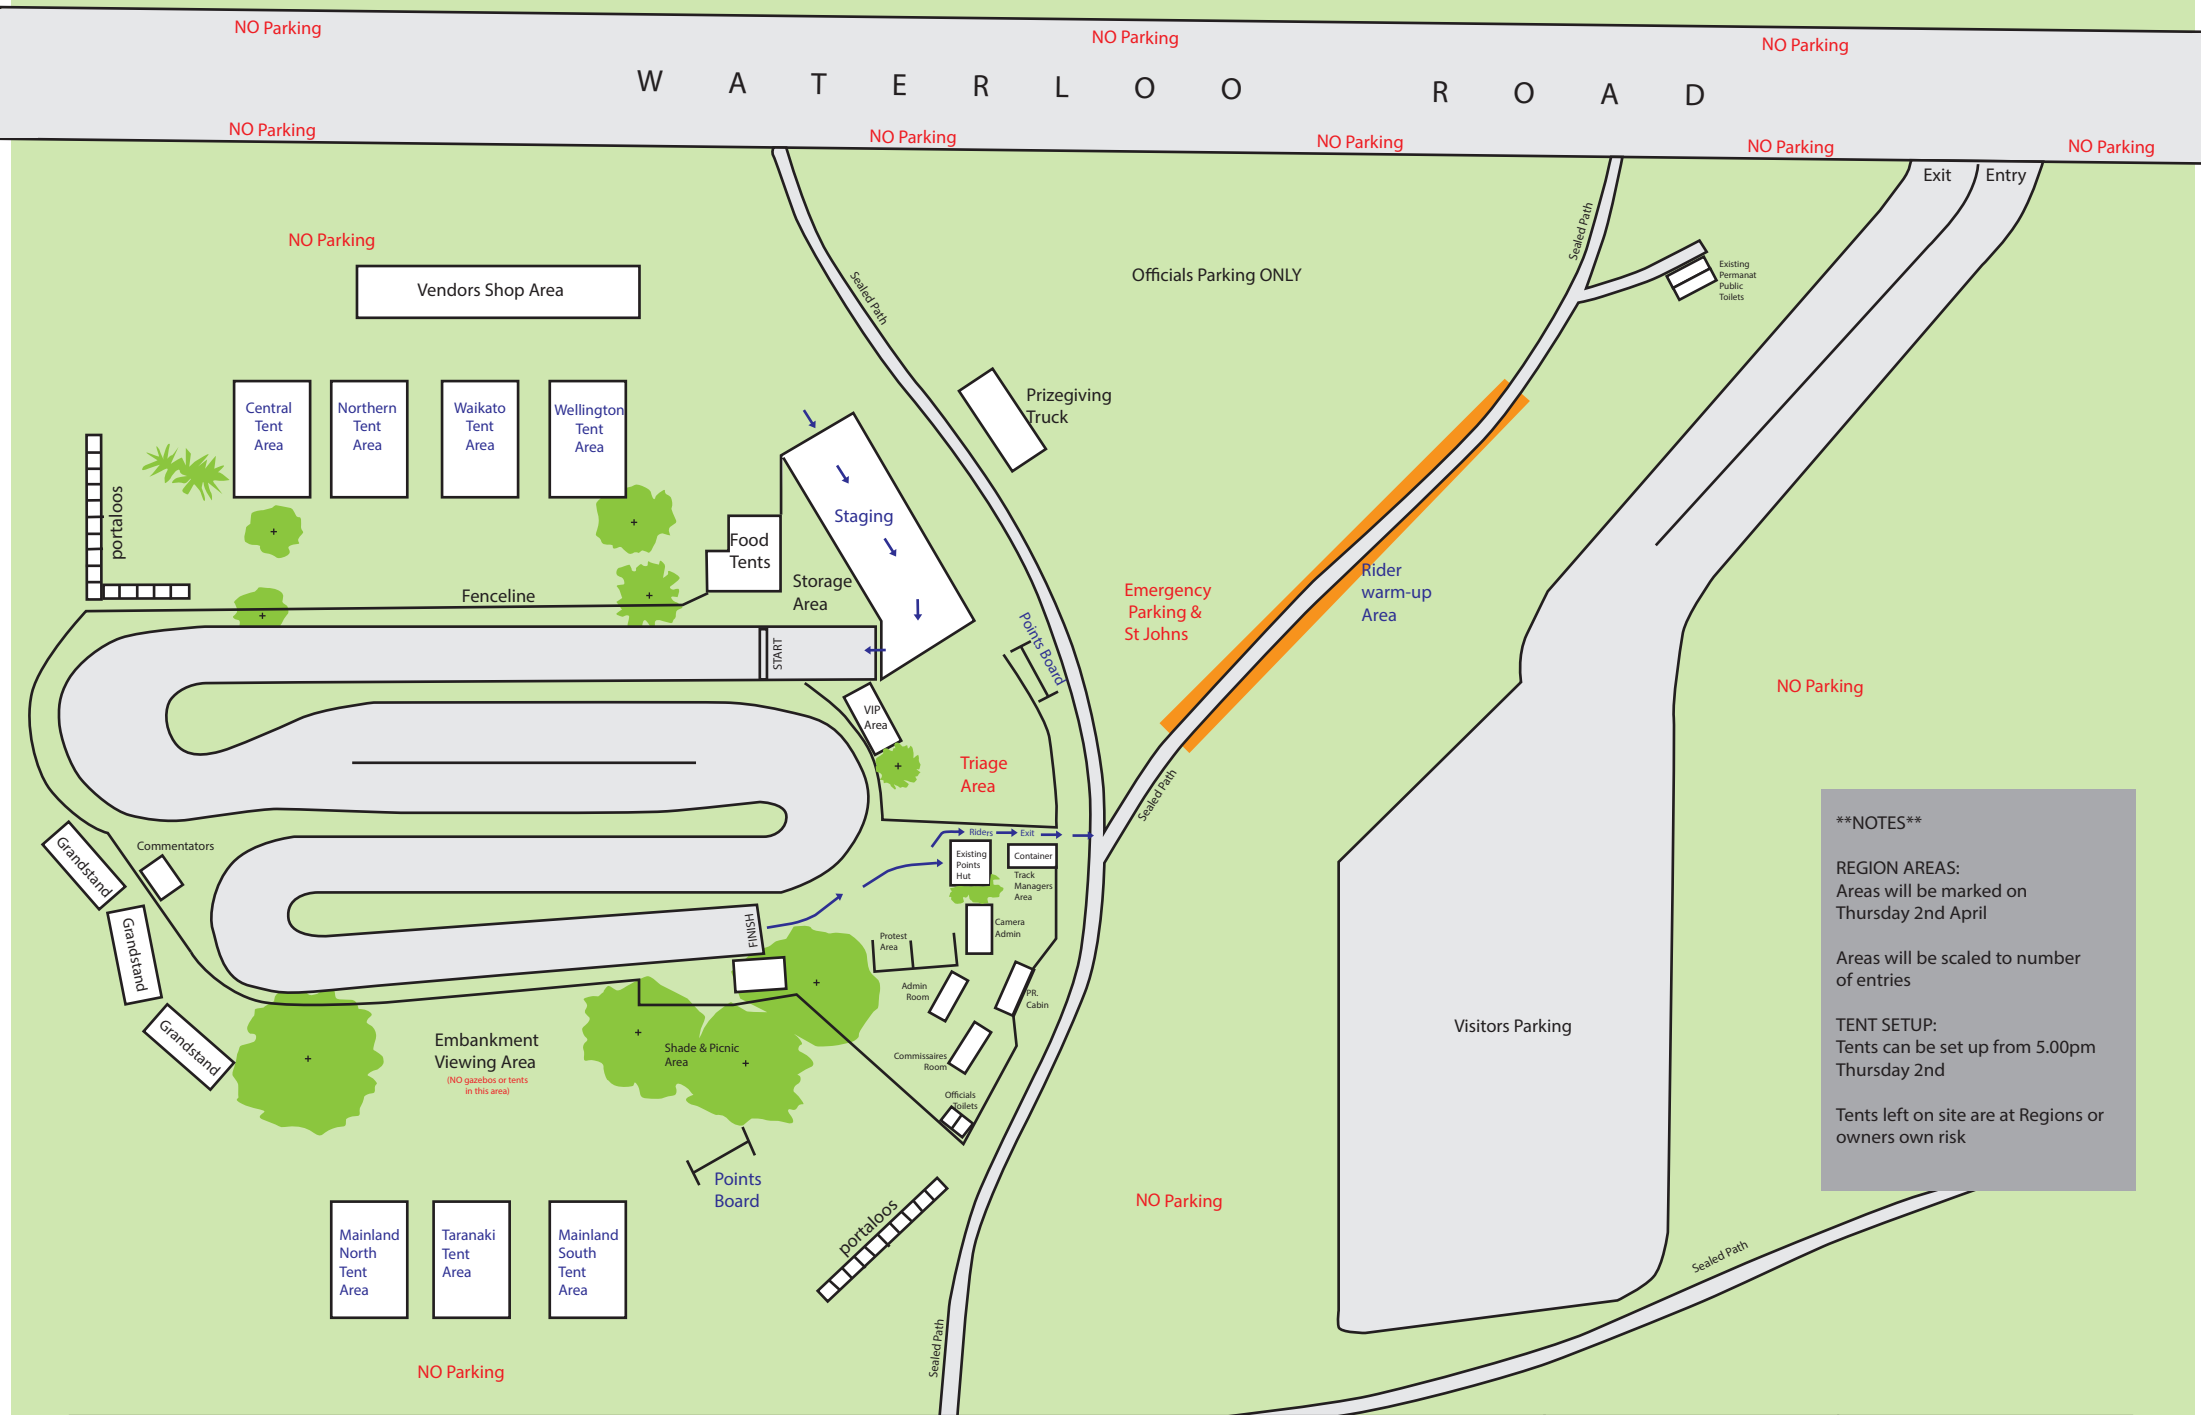 NO Parking
NO Parking
NO Parking
WATERLOO ROAD
NO Parking
NO Parking
NO Parking
NO Parking
NO Parking
Exit
Entry
Sealed Path
NO Parking
Vendors Shop Area
Sealed Path
Officials Parking ONLY
Existing
Permanat
Public
Toilets
Central
Tent
Area
Northern
Tent
Area
Waikato
Tent
Area
Wellington
Tent
Area
Prizegiving
Truck
portaloos
Staging
Food
Tents
Storage
Area
Fenceline
Emergency
Parking &
St Johns
Rider
warm-up
Area
Points Board
START
VIP
Area
NO Parking
Triage
Area
Sealed Path
Riders
Exit
Commentators
Grandstand
Grandstand
Grandstand
Existing
Points
Hut
Container
Track
Managers
Area
Camera
Admin
FINISH
Protest
Area
Admin
Room
PR.
Cabin
Commissaires
Room
Officials
Toilets
Embankment
Viewing Area
(NO gazebos or tents
in this area)
Shade & Picnic
Area
Visitors Parking
**NOTES**
REGION AREAS:
Areas will be marked on
Thursday 2nd April
Areas will be scaled to number
of entries
TENT SETUP:
Tents can be set up from 5.00pm
Thursday 2nd
Tents left on site are at Regions or
owners own risk
Points
Board
portaloos
NO Parking
Mainland
North
Tent
Area
Taranaki
Tent
Area
Mainland
South
Tent
Area
Sealed Path
Sealed Path
NO Parking